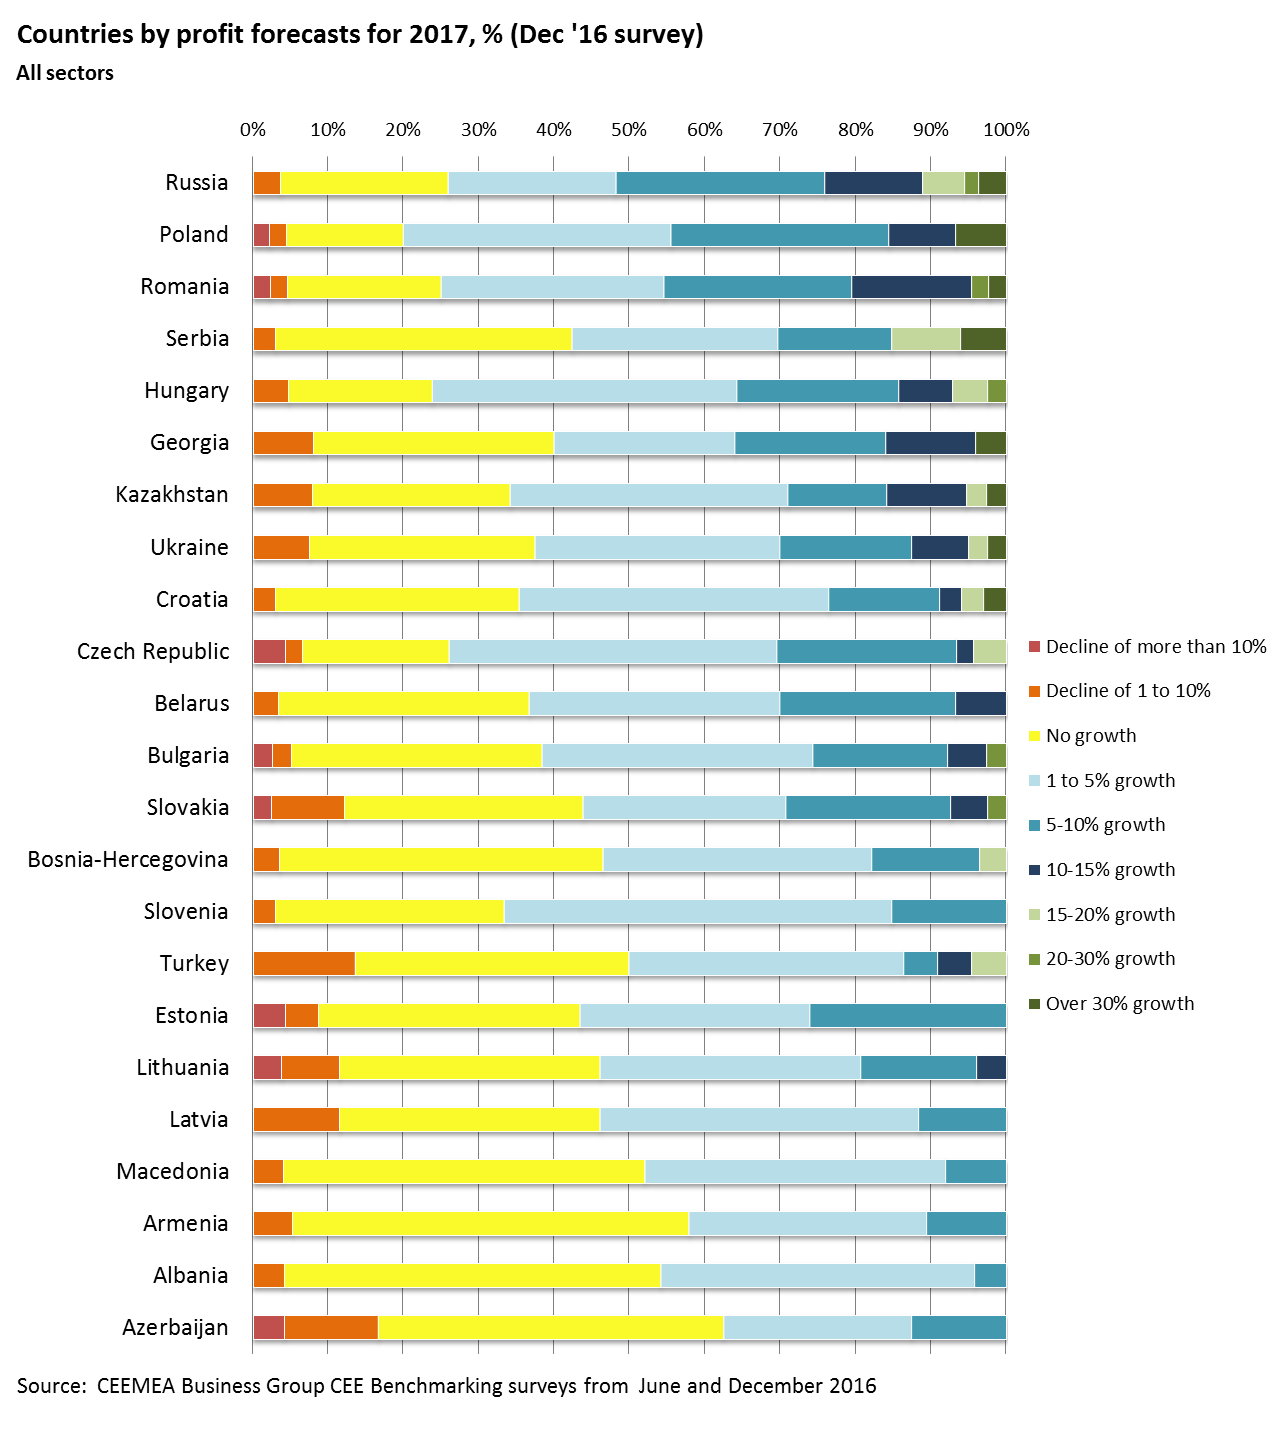 Countries by profit forecasts for 2017, % (Dec '16 survey)
All sectors
0% 10% 20% 30% 40% 50% 60% 70% 80% 90% 100%
Russia
Poland
Romania
Serbia
Hungary
Georgia
Kazakhstan
Ukraine
Croatia
Czech Republic
Belarus
Bulgaria
Slovakia
Bosnia-Hercegovina
Slovenia
Turkey
Estonia
Lithuania
Latvia
Macedonia
Armenia
Albania
Azerbaijan
Decline of more than 10%
Decline of 1 to 10%
No growth
1 to 5% growth
5-10% growth
10-15% growth
15-20% growth
20-30% growth
Over 30% growth
Source: CEEMEA Business Group CEE Benchmarking surveys from June and December 2016